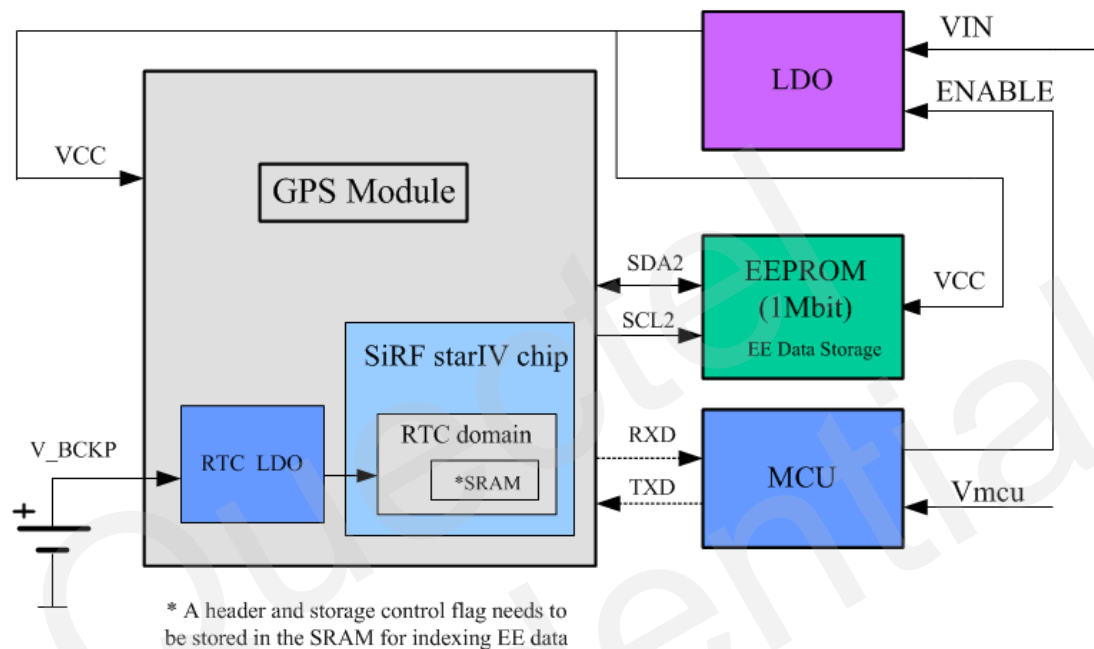 VIN
LDO
ENABLE
VCC
GPS Module
SDA2
EEPROM
(1Mbit)
EE Data Storage
VCC
SCL2
SiRF starIV chip
RTC domain
*SRAM
RXD
TXD
MCU
Vmcu
V_BCKP
RTC LDO
+
* A header and storage control flag needs to
be stored in the SRAM for indexing EE data
Quectel